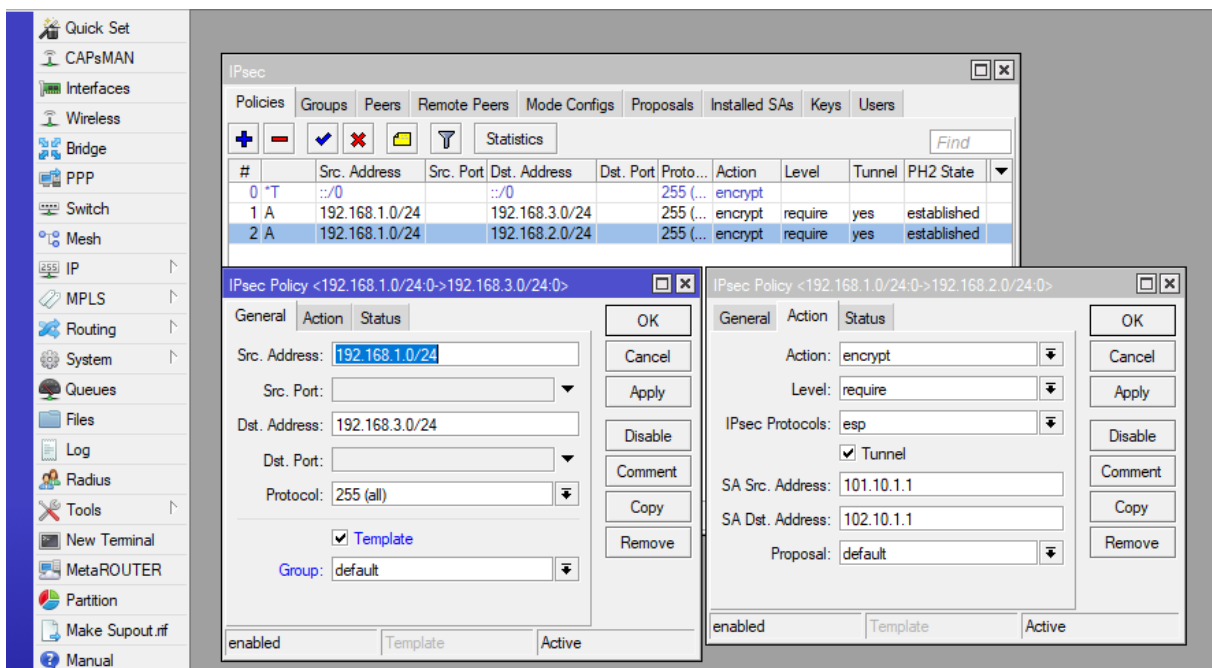 Quick Set
CAPsMAN
Interfaces
Wireless
Bridge
PPP
Switch
Mesh
IP
MPLS
Routing
System
Queues
Files
Log
Radius
Tools
New Terminal
MetaROUTER
Partition
Make Supout.rif
Manual
IPsec
Policies Groups Peers Remote Peers Mode Configs Proposals Installed SAs Keys Users
Statistics Find
# Src. Address Src. Port Dst. Address Dst. Port Proto... Action Level Tunnel PH2 State
0 *T ::/0 ::/0 255 (... encrypt
1 A 192.168.1.0/24 192.168.3.0/24 255 (... encrypt require yes established
2 A 192.168.1.0/24 192.168.2.0/24 255 (... encrypt require yes established
IPsec Policy <192.168.1.0/24:0->192.168.3.0/24:0>
General Action Status
Src. Address: 192.168.1.0/24
Src. Port:
Dst. Address: 192.168.3.0/24
Dst. Port:
Protocol: 255 (all)
Template
Group: default
OK
Cancel
Apply
Disable
Comment
Copy
Remove
enabled Template Active
IPsec Policy <192.168.1.0/24:0->192.168.2.0/24:0>
General Action Status
Action: encrypt
Level: require
IPsec Protocols: esp
Tunnel
SA Src. Address: 101.10.1.1
SA Dst. Address: 102.10.1.1
Proposal: default
OK
Cancel
Apply
Disable
Comment
Copy
Remove
enabled Template Active